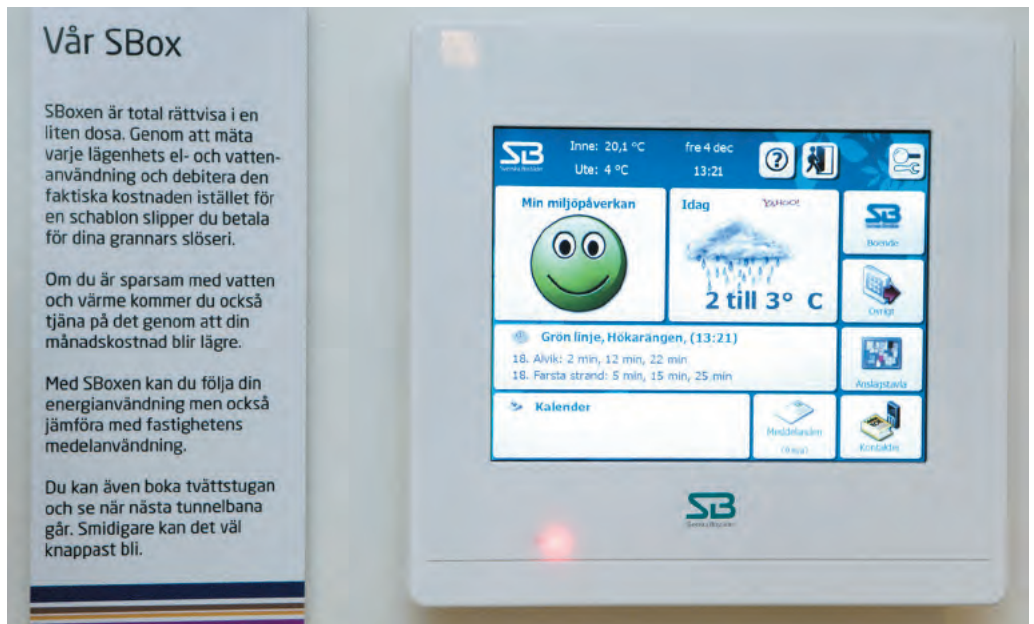 Vår SBox
SBoxen är total rättvisa i en
liten dosa. Genom att mäta
varje lägenhets el- och vatten-
användning och debitera den
faktiska kostnaden istället för
en schablon slipper du betala
för dina grannars slöseri.
Om du är sparsam med vatten
och värme kommer du också
tjäna på det genom att din
månadskostnad blir lägre.
Med SBoxen kan du följa din
energianvändning men också
jämföra med fastighetens
medelanvändning.
Du kan även boka tvättstugan
och se när nästa tunnelbana
går. Smidigare kan det väl
knappast bli.
SB
Svenska Bostäder
Inne: 20,1 °C
Ute: 4 °C
fre 4 dec
13:21
?
Min miljöpåverkan
Idag
YAHOO!
2 till 3° C
SB
Boende
Övrigt
Grön linje, Hökarängen, (13:21)
18. Alvik: 2 min, 12 min, 22 min
18. Farsta strand: 5 min, 15 min, 25 min
Anslagstavla
Kalender
Meddelanden
Kontakter
SB
Svenska Bostäder